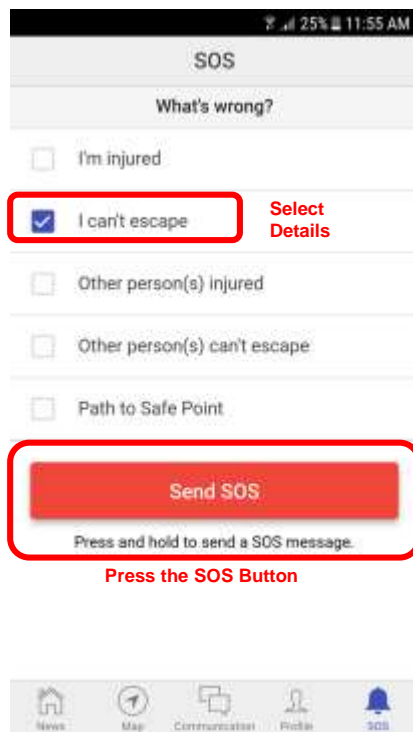 25% 11:55 AM
SOS
What's wrong?
I'm injured
I can't escape
Select
Details
Other person(s) injured
Other person(s) can't escape
Path to Safe Point
Send SOS
Press and hold to send a SOS message.
Press the SOS Button
News Map Communication Profile SOS